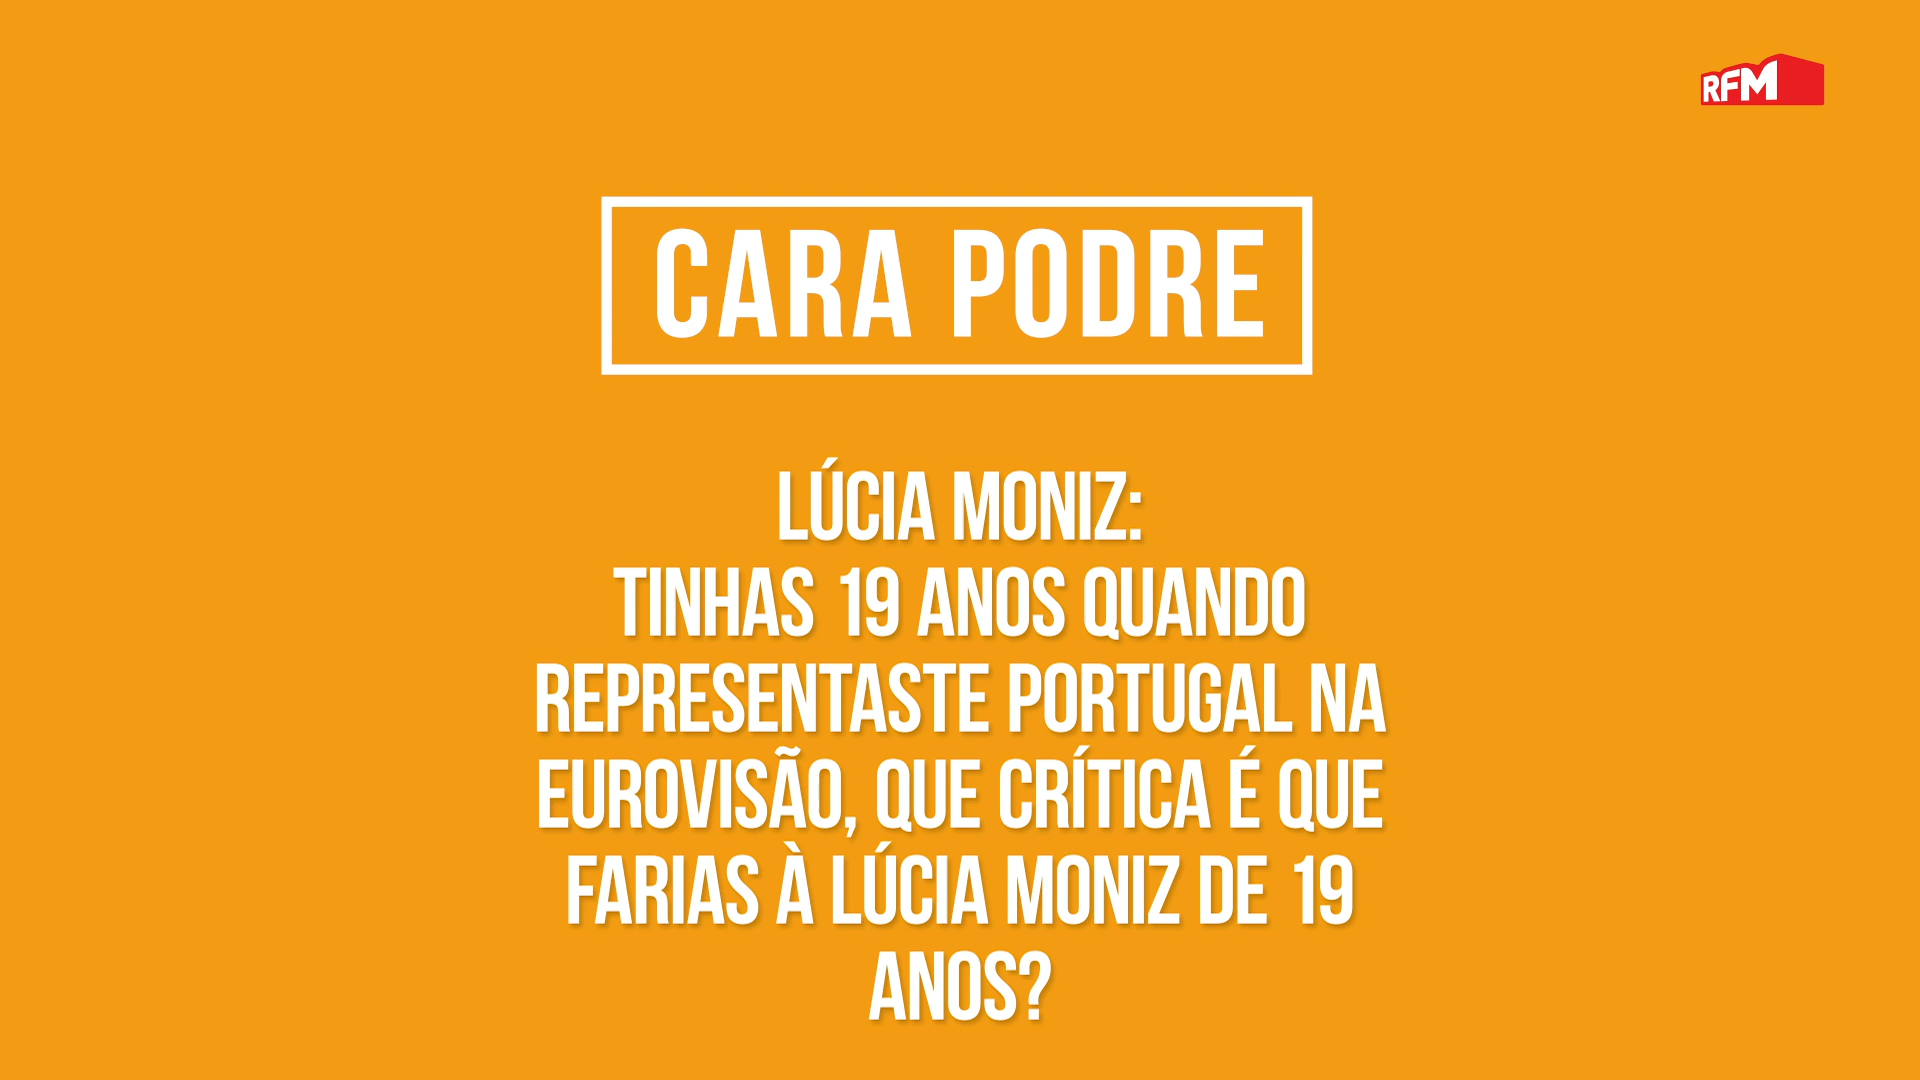 RFM
CARA PODRE
LÚCIA MONIZ:
TINHAS 19 ANOS QUANDO
REPRESENTASTE PORTUGAL NA
EUROVISÃO, QUE CRÍTICA É QUE
FARIAS À LÚCIA MONIZ DE 19
ANOS?